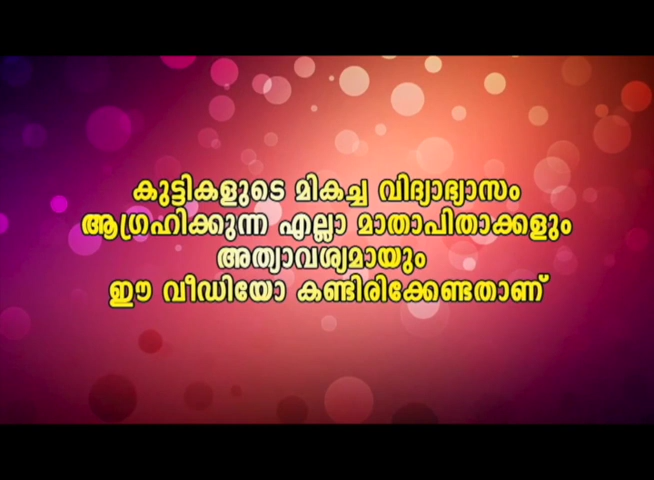 കുട്ടികളുടെ മികച്ച വിദ്യാഭ്യാസം
ആഗ്രഹിക്കുന്ന എല്ലാ മാതാപിതാക്കളും
അത്യാവശ്യമായും
ഈ വീഡിയോ കണ്ടിരിക്കേണ്ടതാണ്